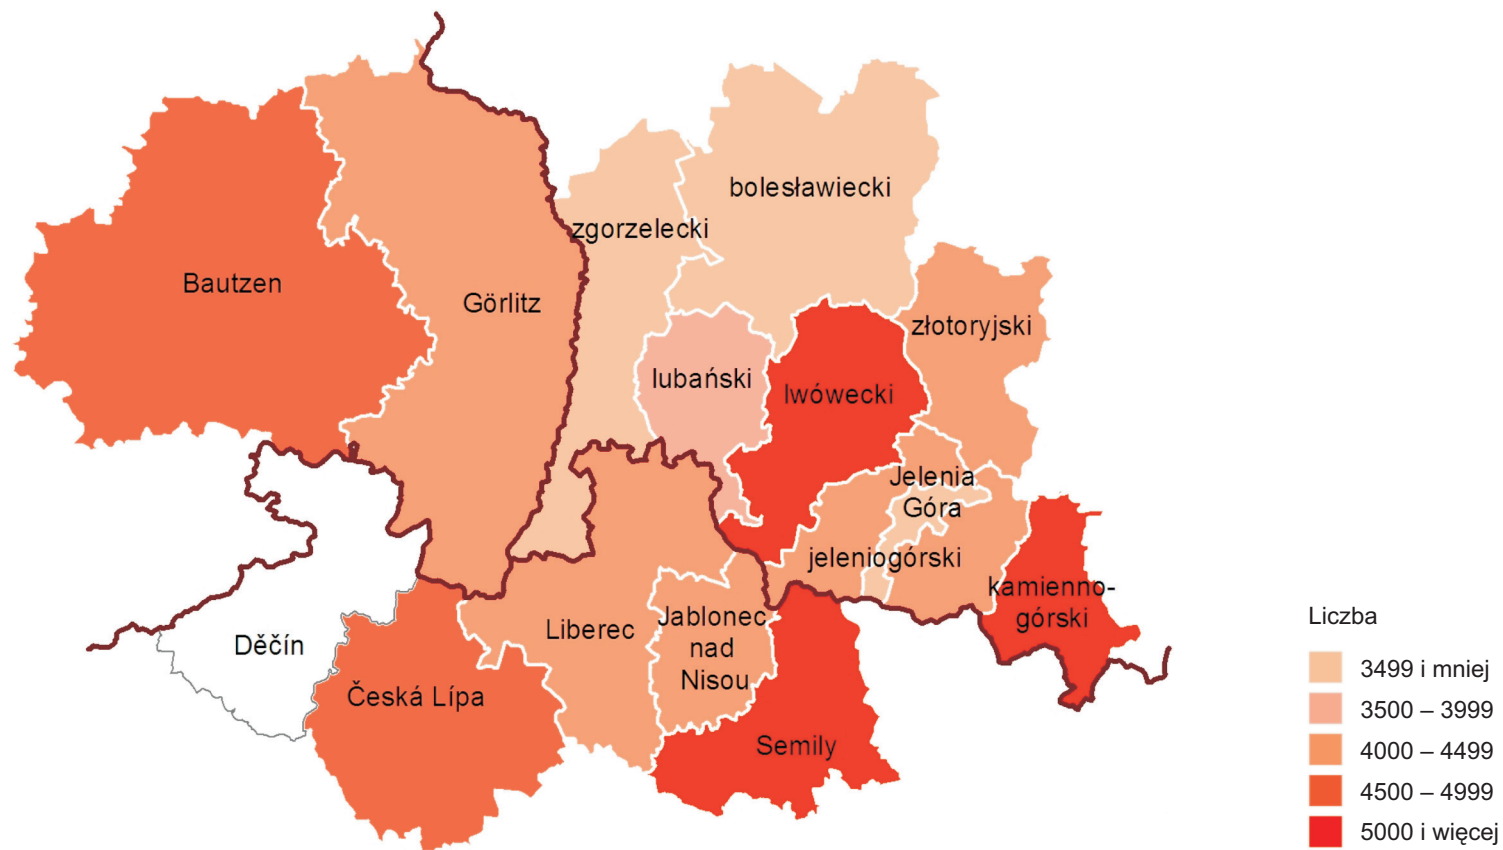 bolesławiecki
zgorzelecki
Bautzen
Görlitz
złotoryjski
lubański
lwówecki
Jelenia
Góra
jeleniogórski
kamienno-
górski
Liberec
Jablonec
nad
Nisou
Děčín
Česká Lípa
Semily
Liczba
3499 i mniej
3500 – 3999
4000 – 4499
4500 – 4999
5000 i więcej